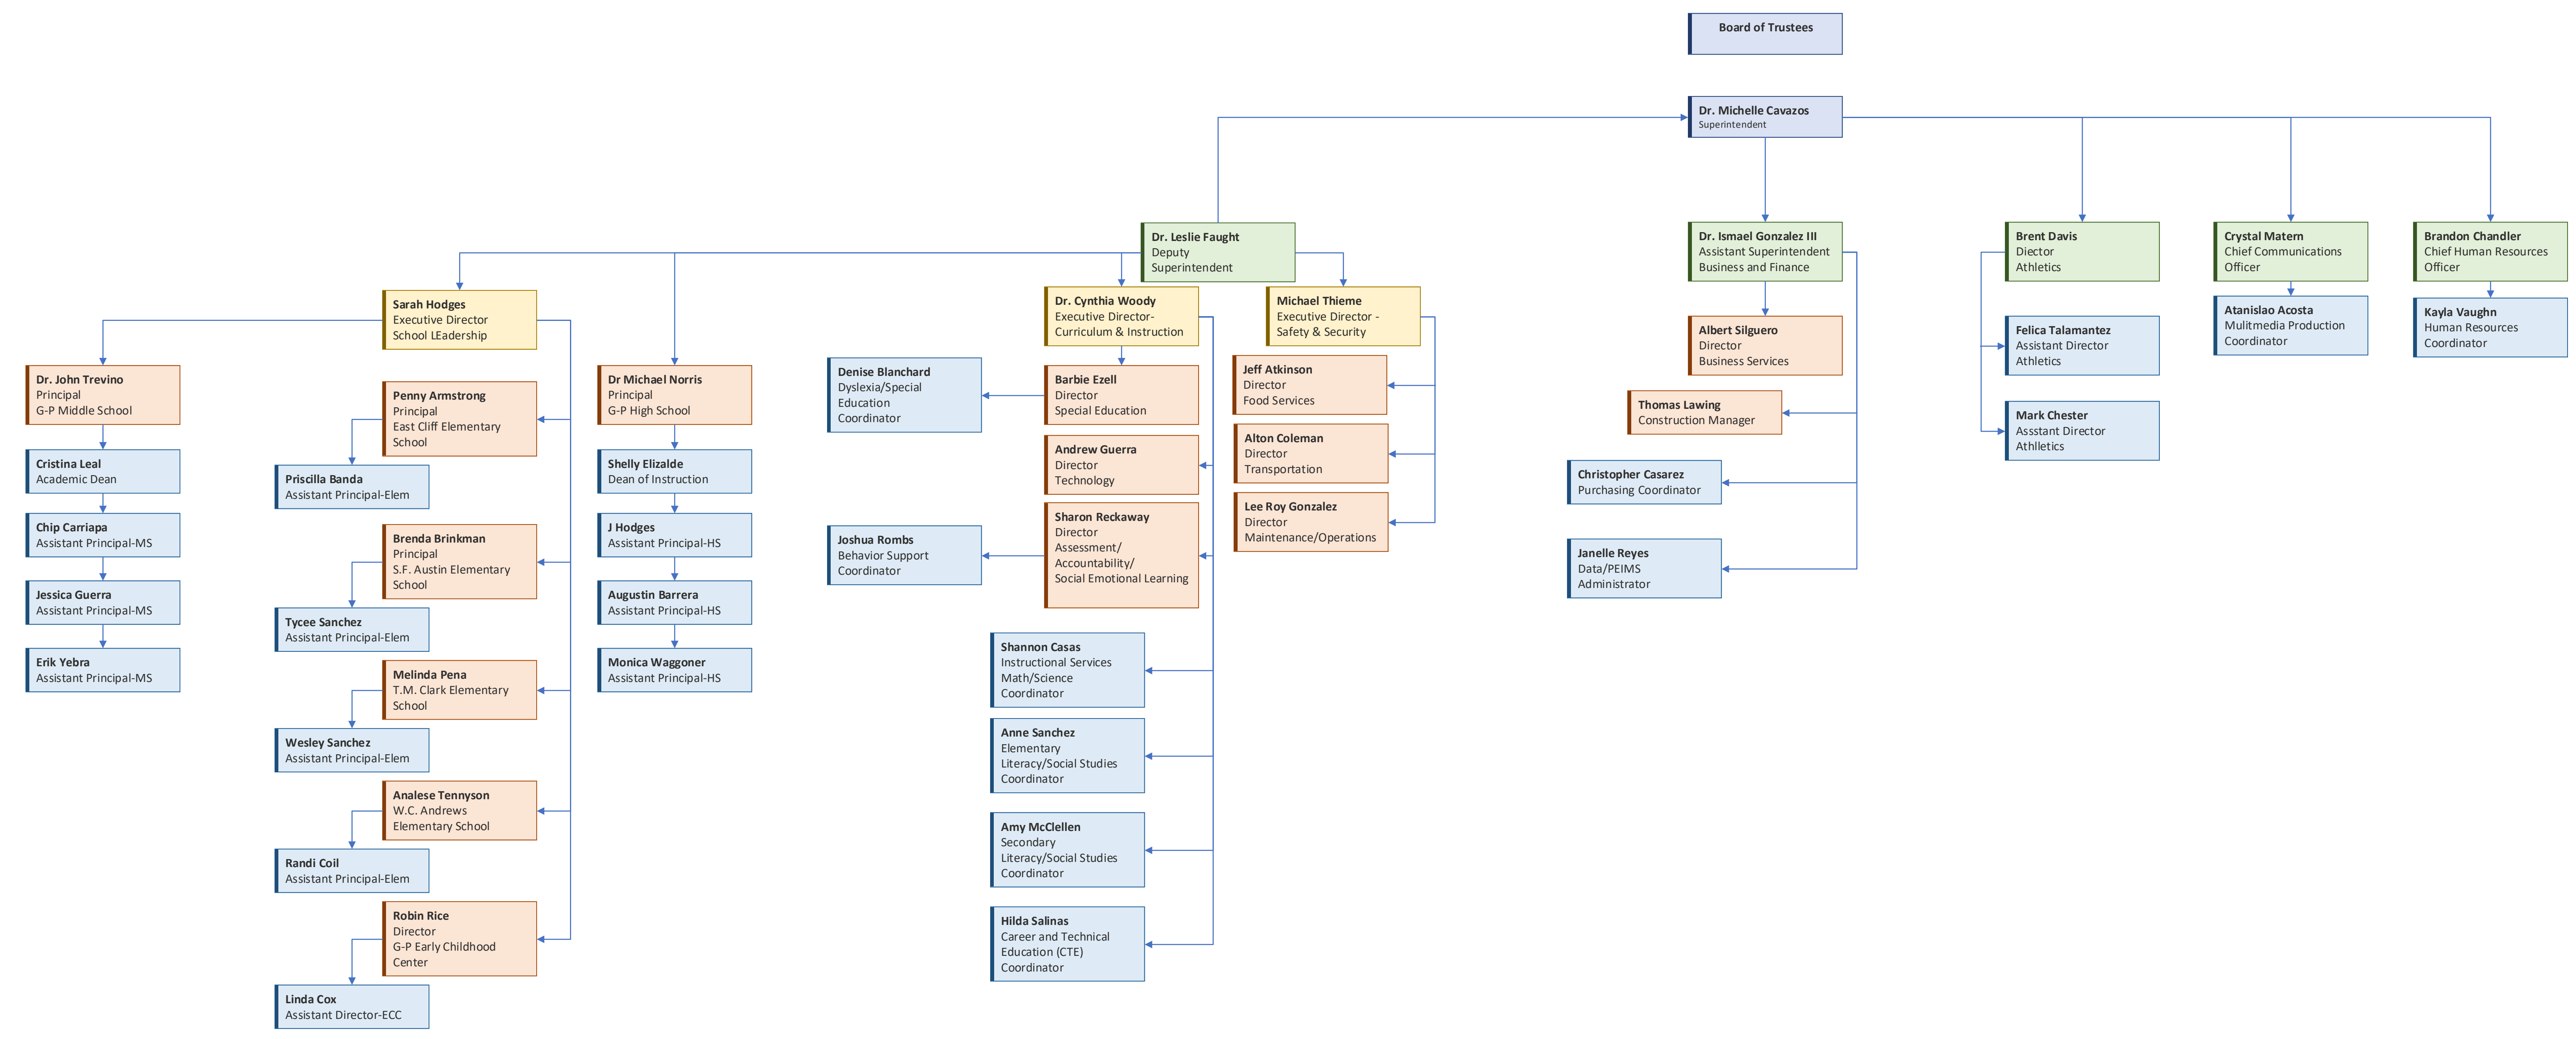 Board of Trustees
Dr. Michelle Cavazos
Superintendent
Dr. Leslie Faught
Deputy
Superintendent
Dr. Ismael Gonzalez III
Assistant Superintendent
Business and Finance
Brent Davis
Diector
Athletics
Crystal Matern
Chief Communications
Officer
Brandon Chandler
Chief Human Resources
Officer
Sarah Hodges
Executive Director
School LEadership
Dr. Cynthia Woody
Executive Director-
Curriculum & Instruction
Michael Thieme
Executive Director -
Safety & Security
Albert Silguero
Director
Business Services
Felica Talamantez
Assistant Director
Athletics
Atanislao Acosta
Mulitmedia Production
Coordinator
Kayla Vaughn
Human Resources
Coordinator
Dr. John Trevino
Principal
G-P Middle School
Penny Armstrong
Principal
East Cliff Elementary
School
Dr Michael Norris
Principal
G-P High School
Denise Blanchard
Dyslexia/Special
Education
Coordinator
Barbie Ezell
Director
Special Education
Jeff Atkinson
Director
Food Services
Thomas Lawing
Construction Manager
Mark Chester
Assstant Director
Athlletics
Cristina Leal
Academic Dean
Priscilla Banda
Assistant Principal-Elem
Shelly Elizalde
Dean of Instruction
Andrew Guerra
Director
Technology
Alton Coleman
Director
Transportation
Christopher Casarez
Purchasing Coordinator
Chip Carriapa
Assistant Principal-MS
Brenda Brinkman
Principal
S.F. Austin Elementary
School
J Hodges
Assistant Principal-HS
Joshua Rombs
Behavior Support
Coordinator
Sharon Reckaway
Director
Assessment/
Accountability/
Social Emotional Learning
Lee Roy Gonzalez
Director
Maintenance/Operations
Janelle Reyes
Data/PEIMS
Administrator
Jessica Guerra
Assistant Principal-MS
Tycee Sanchez
Assistant Principal-Elem
Augustin Barrera
Assistant Principal-HS
Erik Yebra
Assistant Principal-MS
Melinda Pena
T.M. Clark Elementary
School
Monica Waggoner
Assistant Principal-HS
Shannon Casas
Instructional Services
Math/Science
Coordinator
Wesley Sanchez
Assistant Principal-Elem
Anne Sanchez
Elementary
Literacy/Social Studies
Coordinator
Analese Tennyson
W.C. Andrews
Elementary School
Amy McClellen
Secondary
Literacy/Social Studies
Coordinator
Randi Coil
Assistant Principal-Elem
Robin Rice
Director
G-P Early Childhood
Center
Hilda Salinas
Career and Technical
Education (CTE)
Coordinator
Linda Cox
Assistant Director-ECC